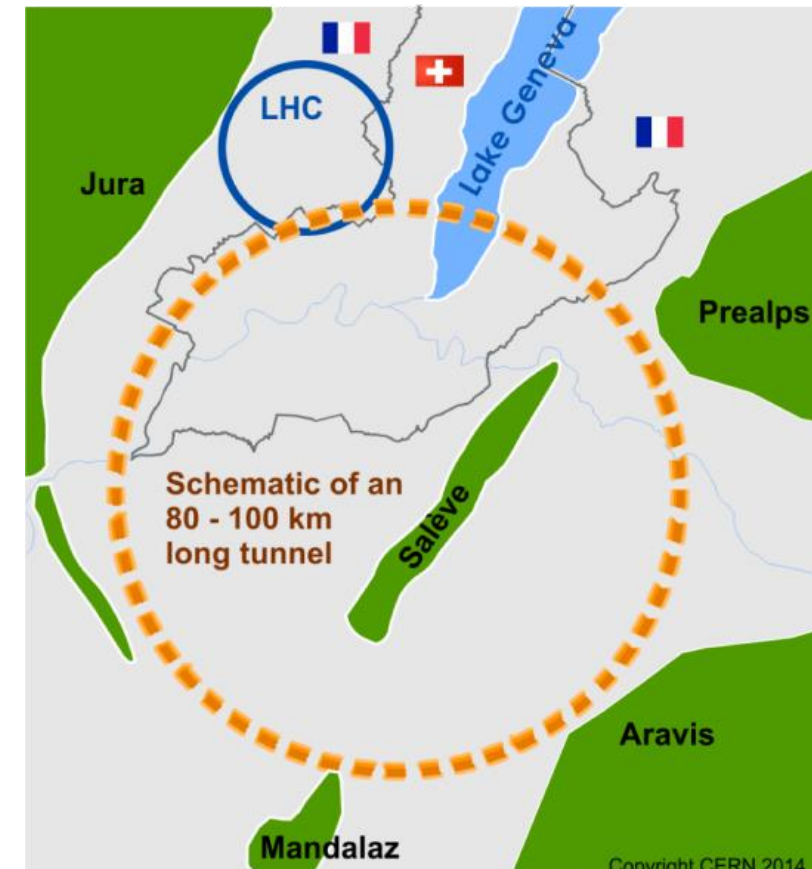 LHC
Lake Geneva
Jura
Prealps
Schematic of an
80 - 100 km
long tunnel
Salève
Aravis
Mandalaz
Copyright CERN 2014